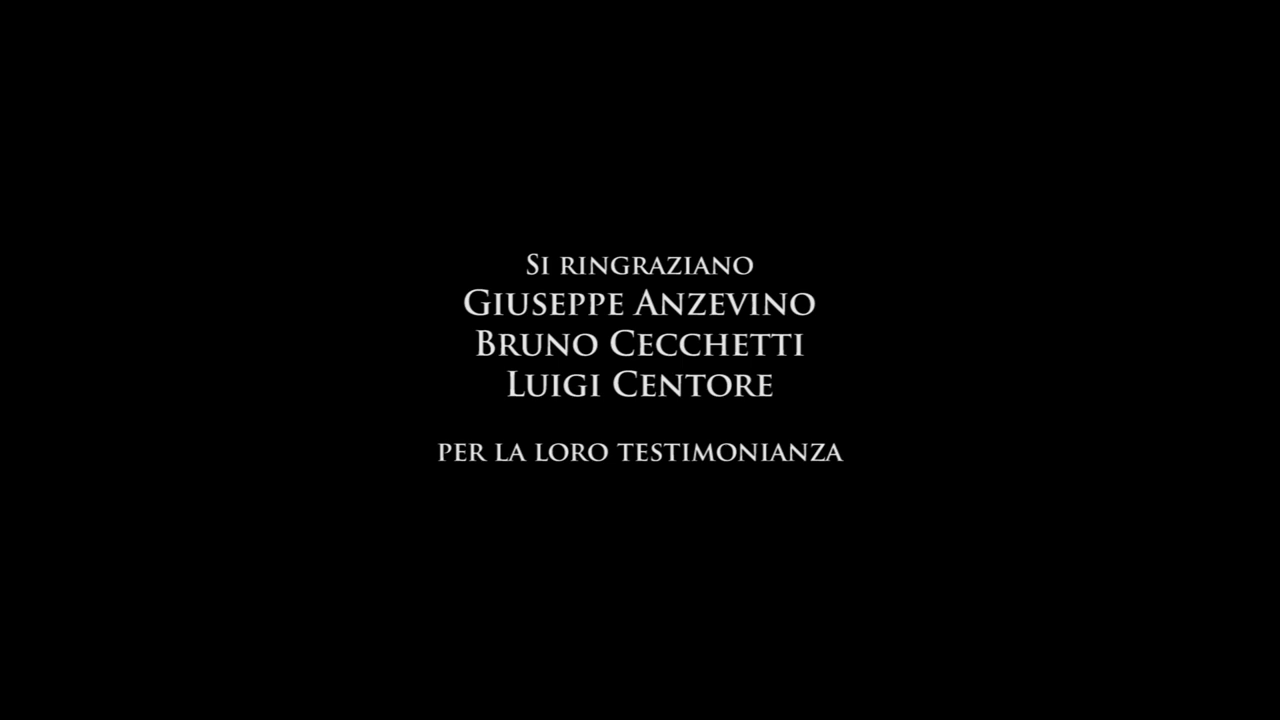 Si ringraziano
Giuseppe Anzevino
Bruno Cecchetti
Luigi Centore
per la loro testimonianza